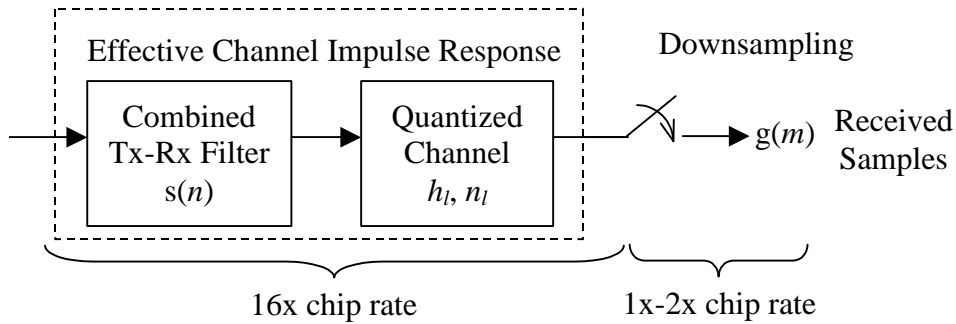 Effective Channel Impulse Response
Downsampling
Combined
Tx-Rx Filter
s(n)
Quantized
Channel
h_l, n_l
g(m)
Received
Samples
16x chip rate
1x-2x chip rate